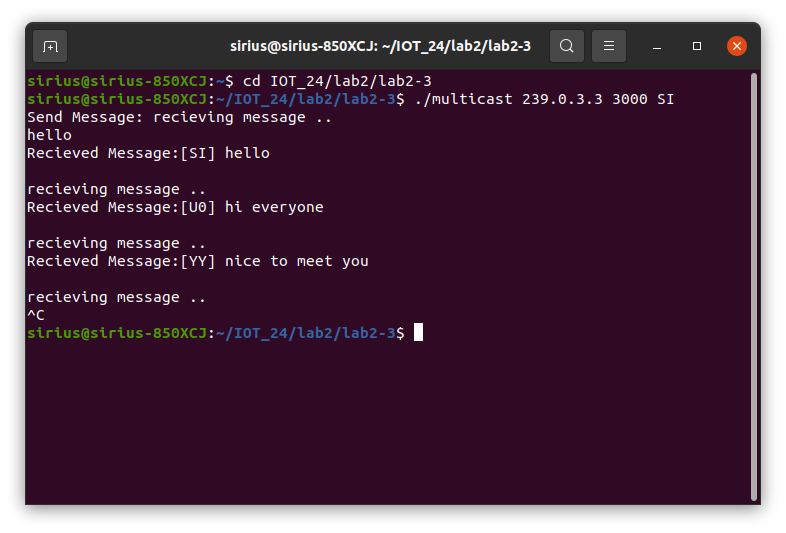 sirius@sirius-850XCJ: ~/IOT_24/lab2/lab2-3
sirius@sirius-850XCJ:~$ cd IOT_24/lab2/lab2-3
sirius@sirius-850XCJ:~/IOT_24/lab2/lab2-3$ ./multicast 239.0.3.3 3000 SI
Send Message: recieving message ..
hello
Recieved Message:[SI] hello
recieving message ..
Recieved Message:[U0] hi everyone
recieving message ..
Recieved Message:[YY] nice to meet you
recieving message ..
^C
sirius@sirius-850XCJ:~/IOT_24/lab2/lab2-3$